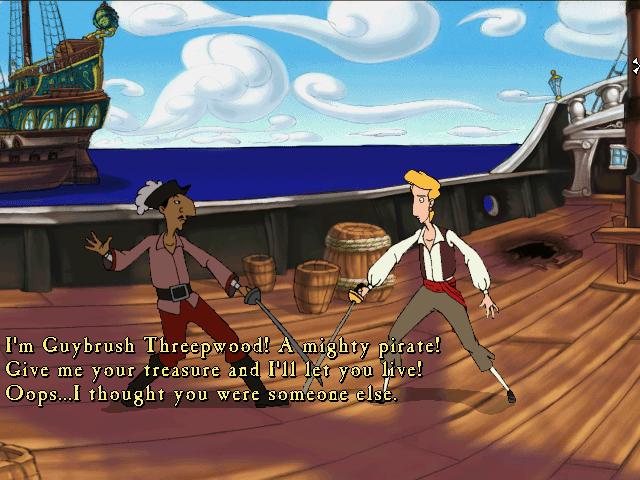 I'm Guybrush Threepwood! A mighty pirate!
Give me your treasure and I'll let you live!
Oops...I thought you were someone else.